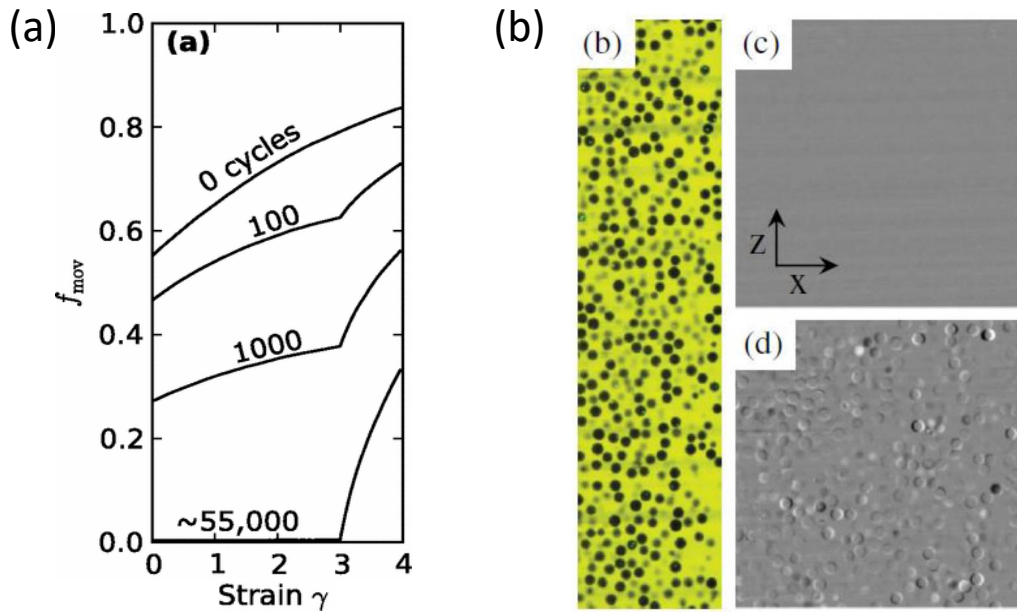 (a)
(b)
(a)
1.0
0.8
0.6
0.4
0.2
0.0
f_mov
0 cycles
100
1000
~55,000
0 1 2 3 4
Strain γ
(b)
(c)
Z
X
(d)